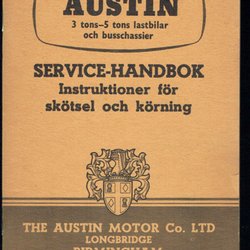 AUSTIN
3 tons-5 tons lastbilar
och busschassier
SERVICE-HANDBOK
Instruktioner för
skötsel och körning
THE AUSTIN MOTOR Co. LTD
LONGBRIDGE
BIRMINGHAM